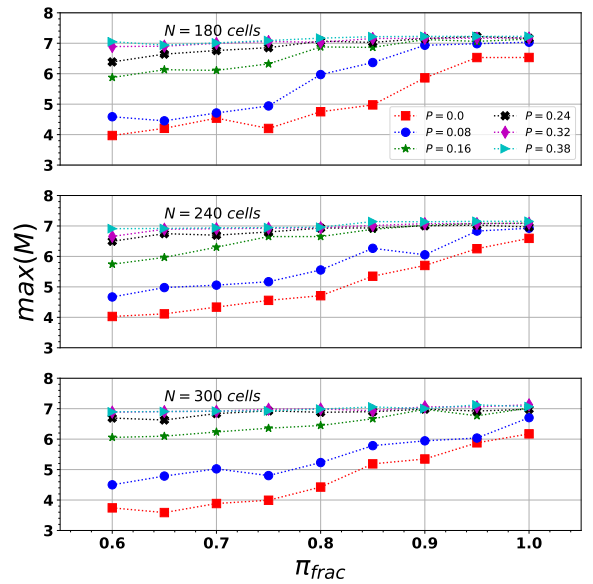 8
7
6
5
4
3
N = 180 cells
P = 0.0
P = 0.08
P = 0.16
P = 0.24
P = 0.32
P = 0.38
8
7
6
5
4
3
N = 240 cells
max(M)
8
7
6
5
4
3
N = 300 cells
0.6 0.7 0.8 0.9 1.0
π_frac